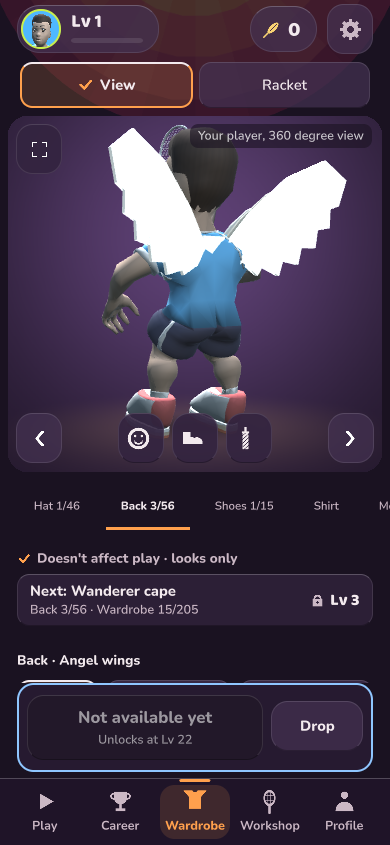 Lv 1
0
View
Racket
Your player, 360 degree view
Hat 1/46
Back 3/56
Shoes 1/15
Shirt
Doesn't affect play · looks only
Next: Wanderer cape
Back 3/56 · Wardrobe 15/205
Lv 3
Back · Angel wings
Not available yet
Unlocks at Lv 22
Drop
Play
Career
Wardrobe
Workshop
Profile